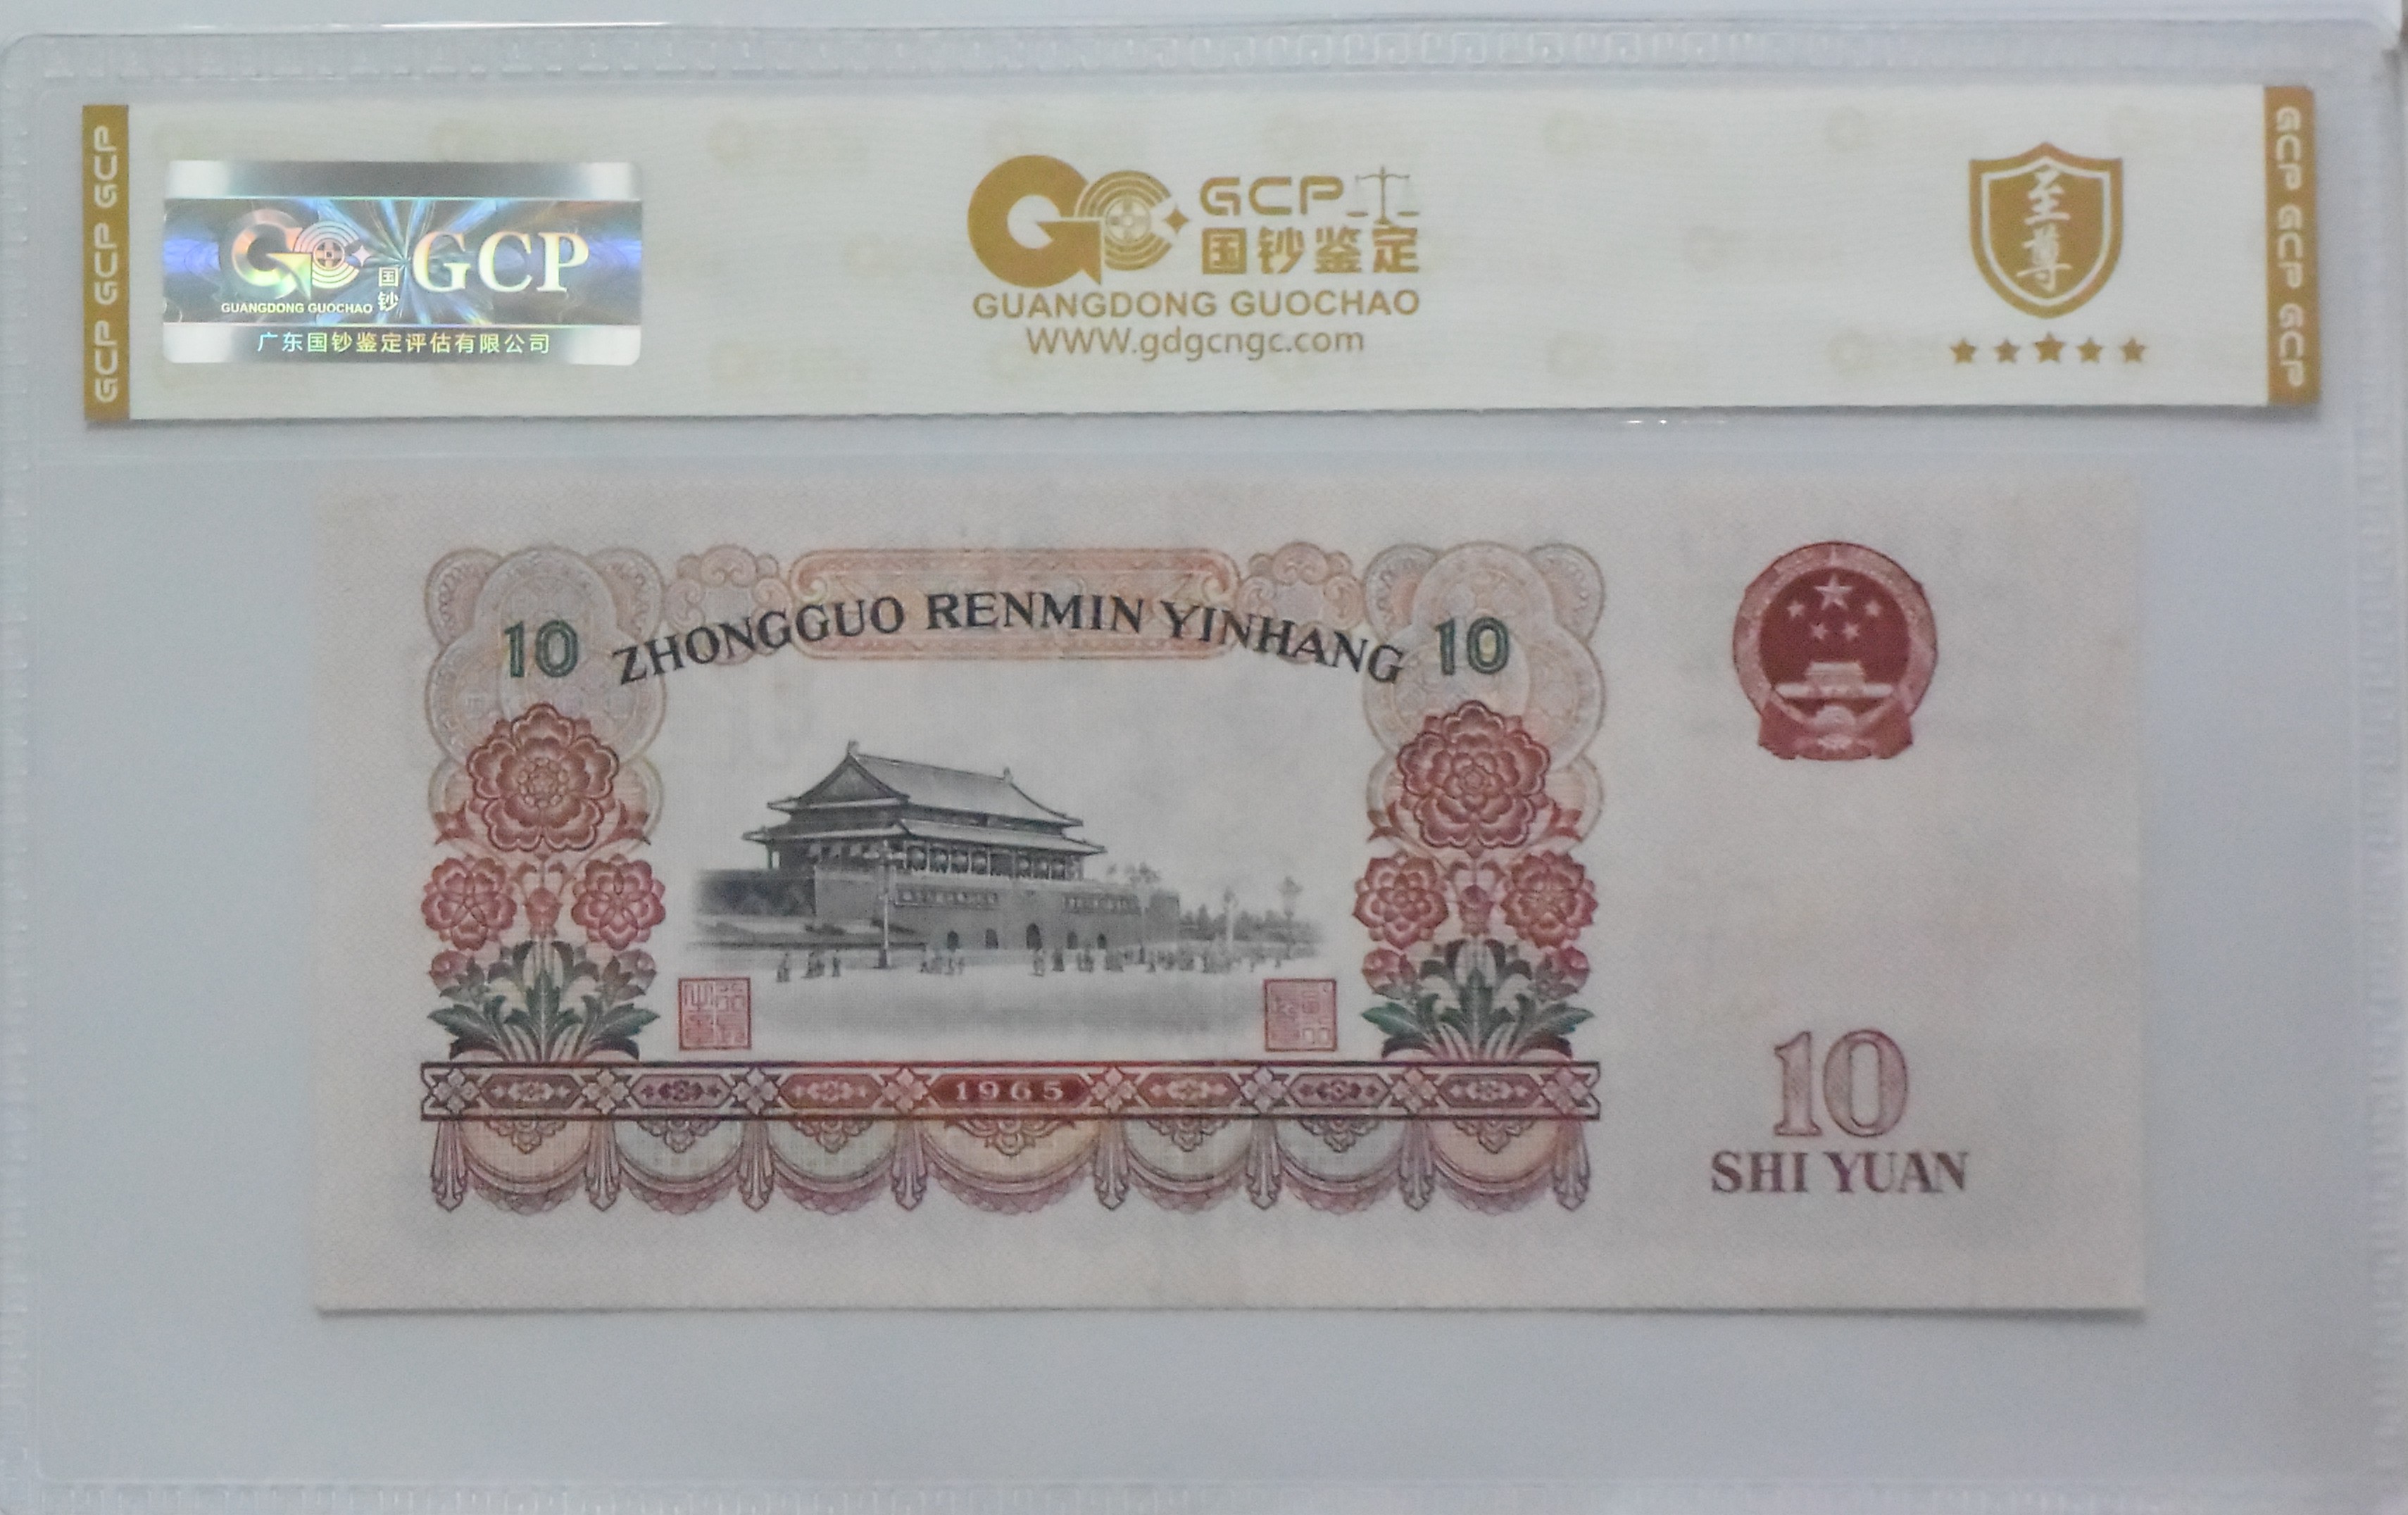 GCP GCP GCP
国钞 GCP
GUANGDONG GUOCHAO
广东国钞鉴定评估有限公司
GCP
国钞鉴定
GUANGDONG GUOCHAO
WWW.gdgcngc.com
至尊
GCP GCP GCP
10 ZHONGGUO RENMIN YINHANG 10
1965
10
SHI YUAN